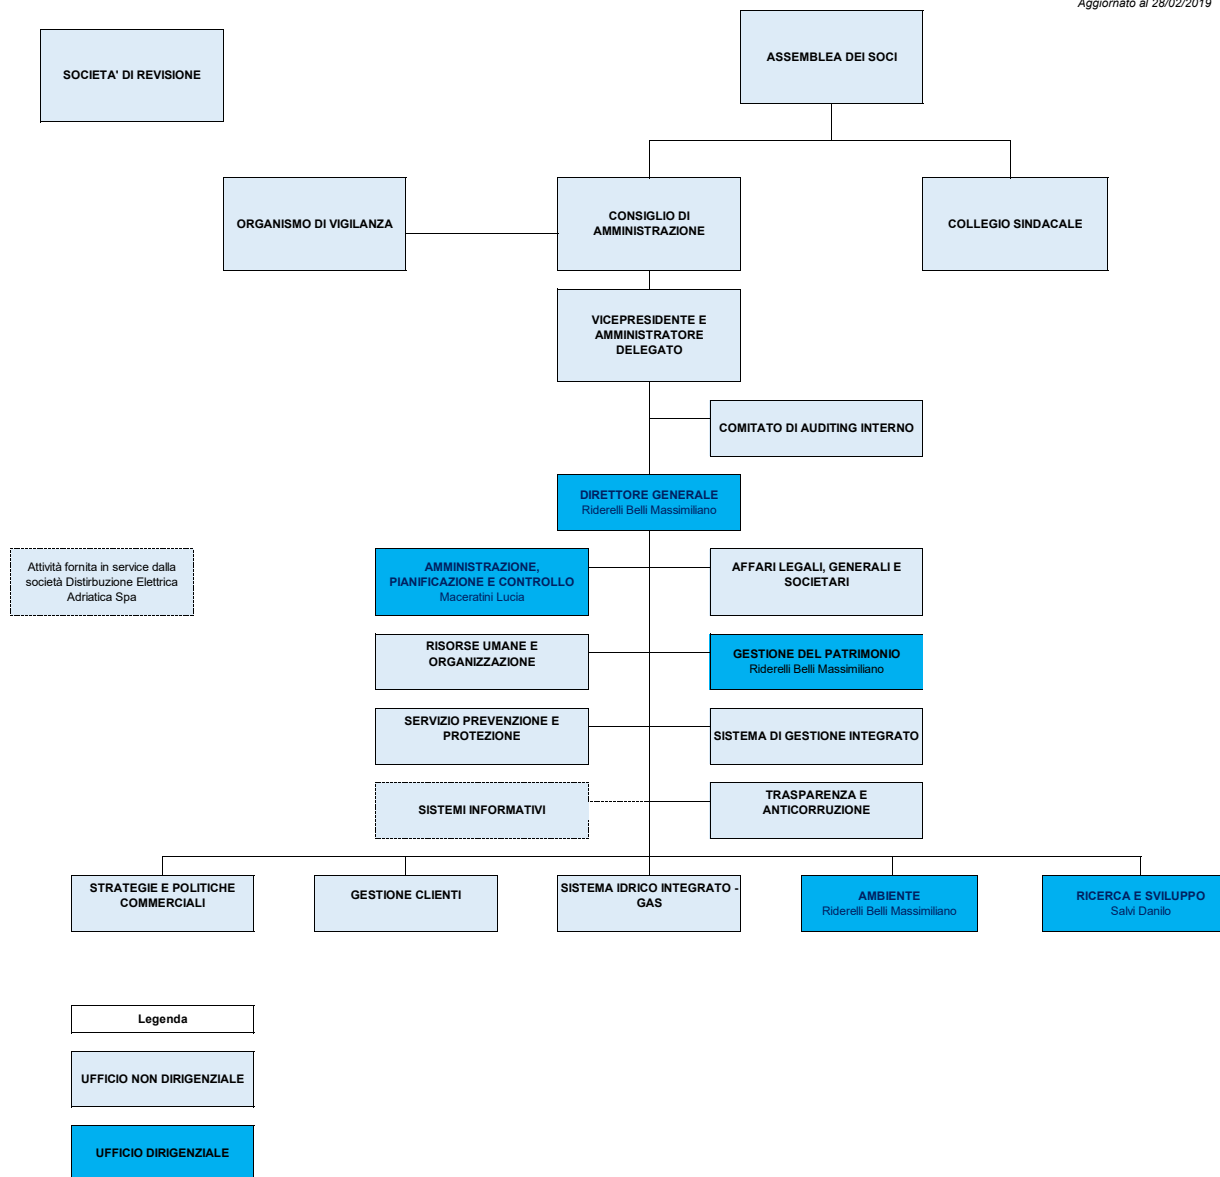 Aggiornato al 28/02/2019
SOCIETA' DI REVISIONE
ASSEMBLEA DEI SOCI
ORGANISMO DI VIGILANZA
CONSIGLIO DI
AMMINISTRAZIONE
COLLEGIO SINDACALE
VICEPRESIDENTE E
AMMINISTRATORE
DELEGATO
COMITATO DI AUDITING INTERNO
DIRETTORE GENERALE
Riderelli Belli Massimiliano
Attività fornita in service dalla
società Distirbuzione Elettrica
Adriatica Spa
AMMINISTRAZIONE,
PIANIFICAZIONE E CONTROLLO
Maceratini Lucia
AFFARI LEGALI, GENERALI E
SOCIETARI
RISORSE UMANE E
ORGANIZZAZIONE
GESTIONE DEL PATRIMONIO
Riderelli Belli Massimiliano
SERVIZIO PREVENZIONE E
PROTEZIONE
SISTEMA DI GESTIONE INTEGRATO
SISTEMI INFORMATIVI
TRASPARENZA E
ANTICORRUZIONE
STRATEGIE E POLITICHE
COMMERCIALI
GESTIONE CLIENTI
SISTEMA IDRICO INTEGRATO -
GAS
AMBIENTE
Riderelli Belli Massimiliano
RICERCA E SVILUPPO
Salvi Danilo
Legenda
UFFICIO NON DIRIGENZIALE
UFFICIO DIRIGENZIALE